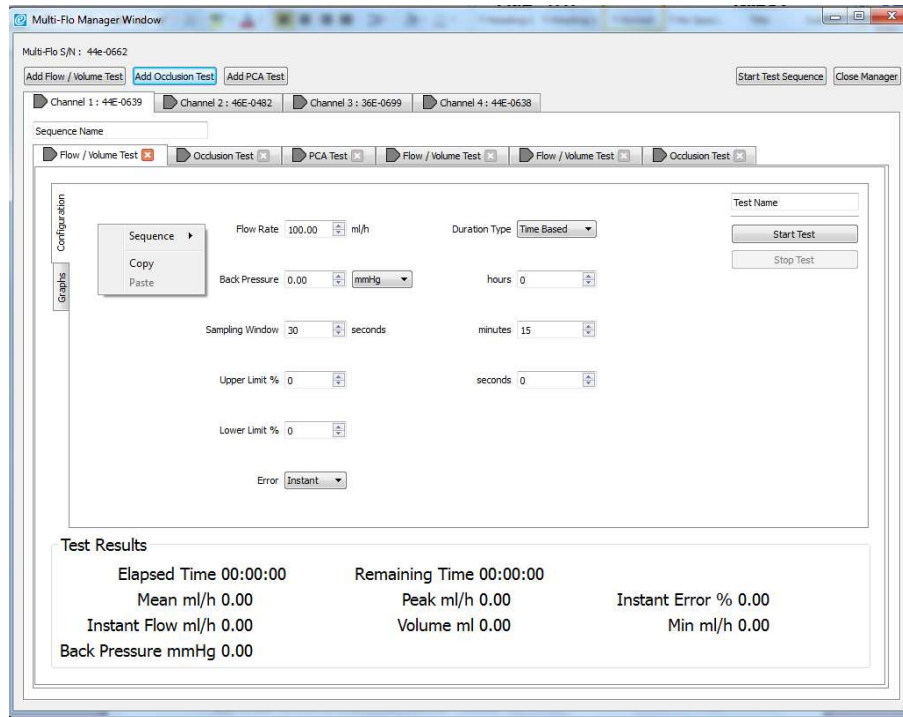 Multi-Flo Manager Window
Multi-Flo S/N : 44e-0662
Add Flow / Volume Test Add Occlusion Test Add PCA Test Start Test Sequence Close Manager
Channel 1 : 44E-0639 Channel 2 : 46E-0482 Channel 3 : 36E-0699 Channel 4 : 44E-0638
Sequence Name
Flow / Volume Test Occlusion Test PCA Test Flow / Volume Test Flow / Volume Test Occlusion Test
Configuration
Graphs
Test Name
Sequence
Copy
Paste
Flow Rate 100.00 ml/h Duration Type Time Based Start Test
Stop Test
Back Pressure 0.00 mmHg hours 0
Sampling Window 30 seconds minutes 15
Upper Limit % 0 seconds 0
Lower Limit % 0
Error Instant
Test Results
Elapsed Time 00:00:00 Remaining Time 00:00:00
Mean ml/h 0.00 Peak ml/h 0.00 Instant Error % 0.00
Instant Flow ml/h 0.00 Volume ml 0.00 Min ml/h 0.00
Back Pressure mmHg 0.00